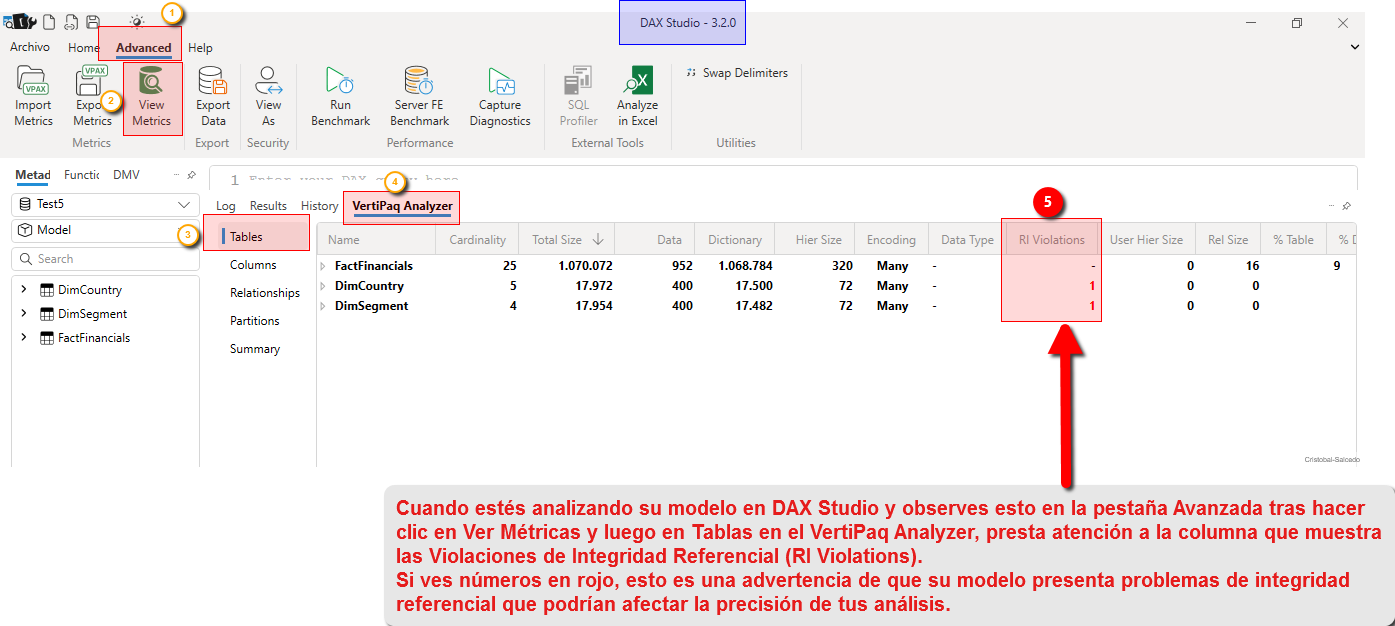 1
DAX Studio - 3.2.0
Archivo Home Advanced Help
VPAX VPAX
Import Metrics
2
View Metrics
Export Data
View As
Run Benchmark
Server FE Benchmark
Capture Diagnostics
SQL Profiler
Analyze in Excel
Swap Delimiters
Metrics Export Security Performance External Tools Utilities
Metad Functic DMV
1 Enter your DAX query here
4
Test5
Log Results History VertiPaq Analyzer
5
Model
3
Search
DimCountry
DimSegment
FactFinancials
Tables
Columns
Relationships
Partitions
Summary
Name Cardinality Total Size Data Dictionary Hier Size Encoding Data Type RI Violations User Hier Size Rel Size % Table % D
FactFinancials 25 1.070.072 952 1.068.784 320 Many - - 0 16 9
DimCountry 5 17.972 400 17.500 72 Many - 1 0 0
DimSegment 4 17.954 400 17.482 72 Many - 1 0 0
Cristobal-Salcedo
Cuando estés analizando su modelo en DAX Studio y observes esto en la pestaña Avanzada tras hacer
clic en Ver Métricas y luego en Tablas en el VertiPaq Analyzer, presta atención a la columna que muestra
las Violaciones de Integridad Referencial (RI Violations).
Si ves números en rojo, esto es una advertencia de que su modelo presenta problemas de integridad
referencial que podrían afectar la precisión de tus análisis.